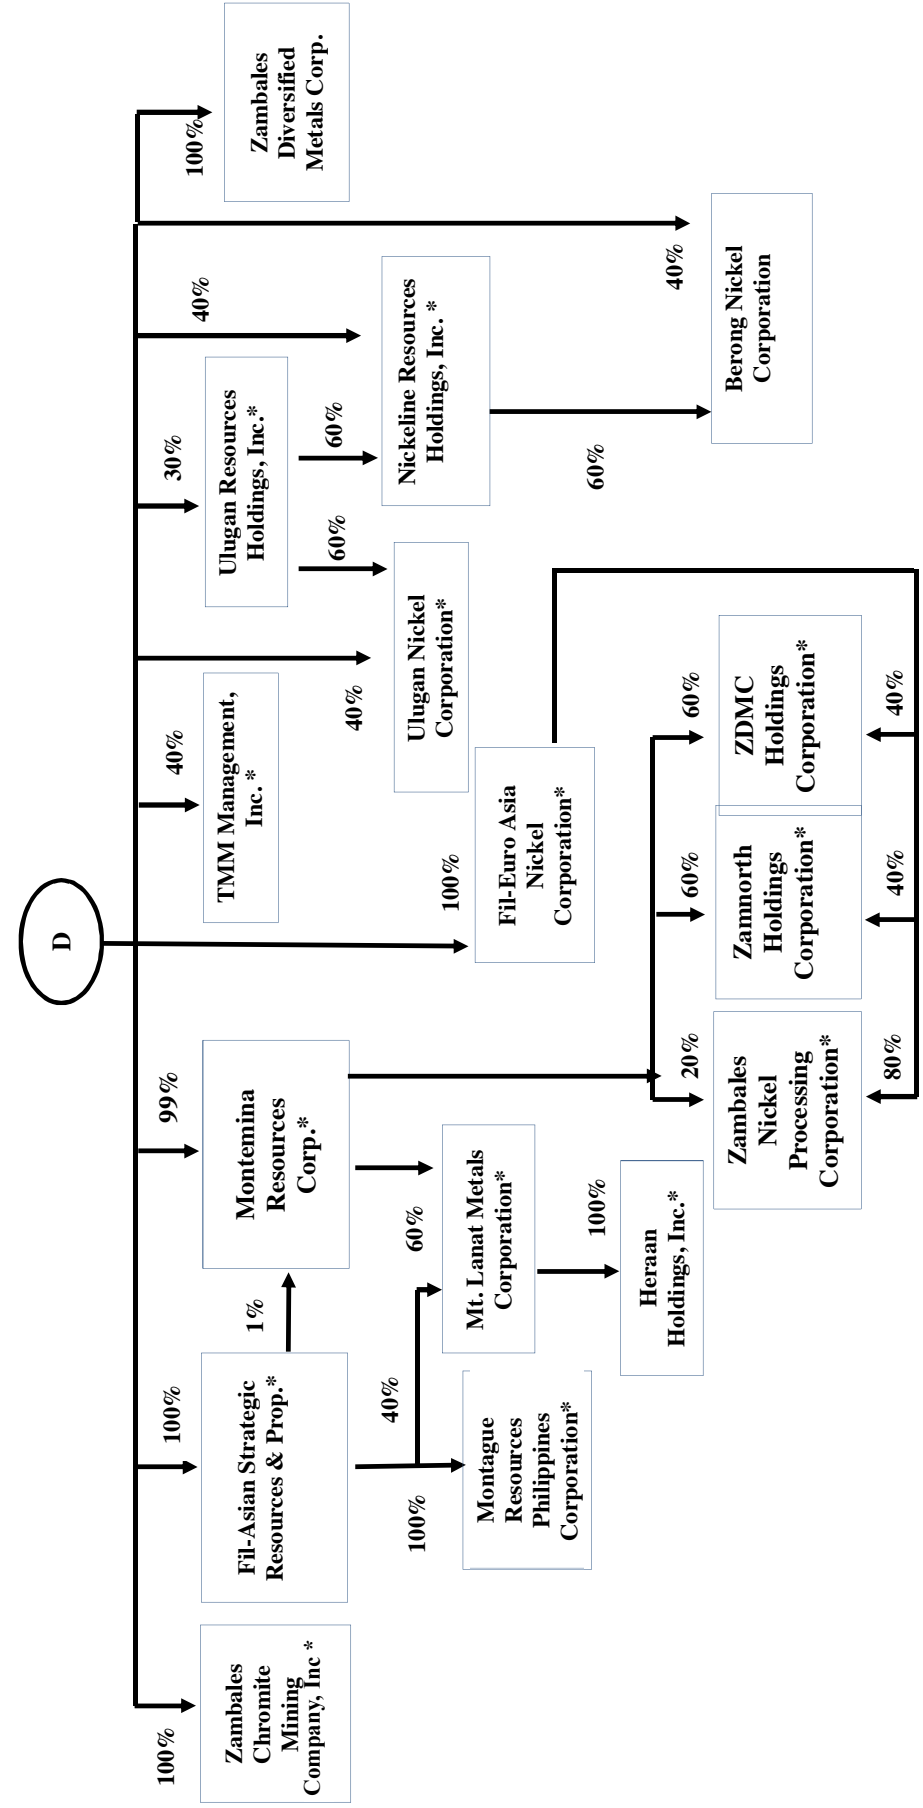 D
100%
100%
99%
40%
30%
40%
100%
Zambales
Chromite
Mining
Company, Inc *
Fil-Asian Strategic
Resources & Prop.*
1%
Montemina
Resources
Corp.*
TMM Management,
Inc. *
Ulugan Resources
Holdings, Inc.*
Zambales
Diversified
Metals Corp.
100%
40%
60%
100%
40%
60%
60%
Montague
Resources
Philippines
Corporation*
Mt. Lanat Metals
Corporation*
Fil-Euro Asia
Nickel
Corporation*
Ulugan Nickel
Corporation*
Nickeline Resources
Holdings, Inc. *
100%
Heraan
Holdings, Inc.*
20%
60%
60%
60%
40%
Zambales
Nickel
Processing
Corporation*
Zamnorth
Holdings
Corporation*
ZDMC
Holdings
Corporation*
Berong Nickel
Corporation
80%
40%
40%